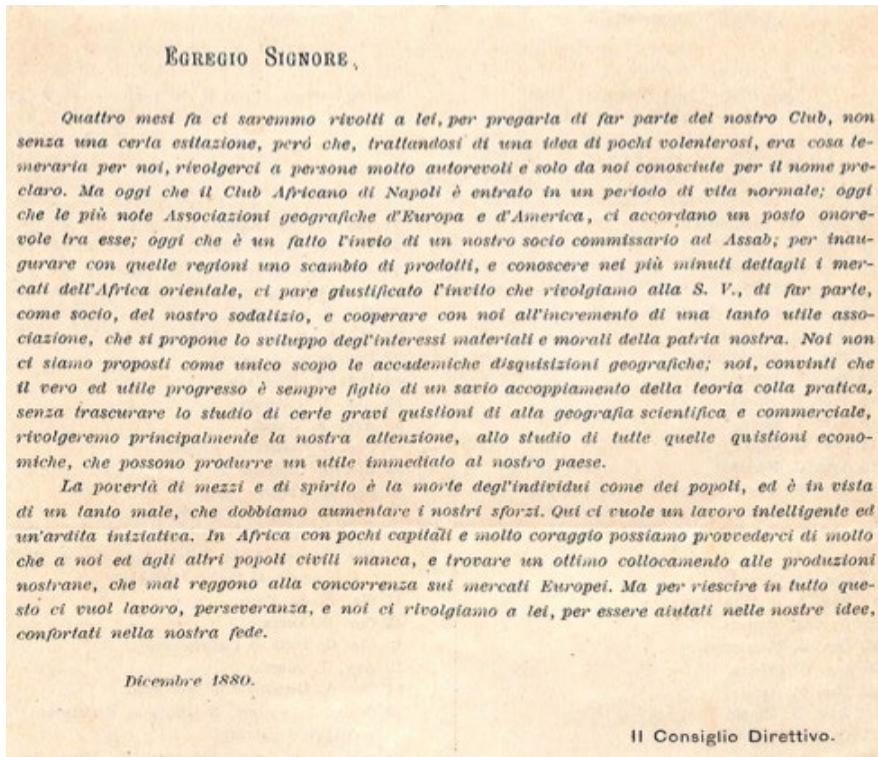 EGREGIO SIGNORE,
Quattro mesi fa ci saremmo rivolti a lei, per pregarla di far parte del nostro Club, non
senza una certa esitazione, però che, trattandosi di una idea di pochi volenterosi, era cosa te-
meraria per noi, rivolgerci a persone molto autorevoli e solo da noi conosciute per il nome pre-
claro. Ma oggi che il Club Africano di Napoli è entrato in un periodo di vita normale; oggi
che le più note Associazioni geografiche d'Europa e d'America, ci accordano un posto onore-
vole tra esse; oggi che è un fatto l'invio di un nostro socio commissario ad Assab; per inau-
gurare con quelle regioni uno scambio di prodotti, e conoscere nei più minuti dettagli i mer-
cati dell'Africa orientale, ci pare giustificato l'invito che rivolgiamo alla S. V., di far parte,
come socio, del nostro sodalizio, e cooperare con noi all'incremento di una tanto utile asso-
ciazione, che si propone lo sviluppo degl'interessi materiali e morali della patria nostra. Noi non
ci siamo proposti come unico scopo le accademiche disquisizioni geografiche; noi, convinti che
il vero ed utile progresso è sempre figlio di un savio accoppiamento della teoria colla pratica,
senza trascurare lo studio di certe gravi quistioni di alta geografia scientifica e commerciale,
rivolgeremo principalmente la nostra attenzione, allo studio di tutte quelle quistioni econo-
miche, che possono produrre un utile immediato al nostro paese.
La povertà di mezzi e di spirito è la morte degl'individui come dei popoli, ed è in vista
di un tanto male, che dobbiamo aumentare i nostri sforzi. Qui ci vuole un lavoro intelligente ed
un'ardita iniziativa. In Africa con pochi capitali e molto coraggio possiamo provvederci di molto
che a noi ed agli altri popoli civili manca, e trovare un ottimo collocamento alle produzioni
nostrane, che mal reggono alla concorrenza sui mercati Europei. Ma per riescire in tutto que-
sto ci vuol lavoro, perseveranza, e noi ci rivolgiamo a lei, per essere aiutati nelle nostre idee,
confortati nella nostra fede.
Dicembre 1880.
Il Consiglio Direttivo.